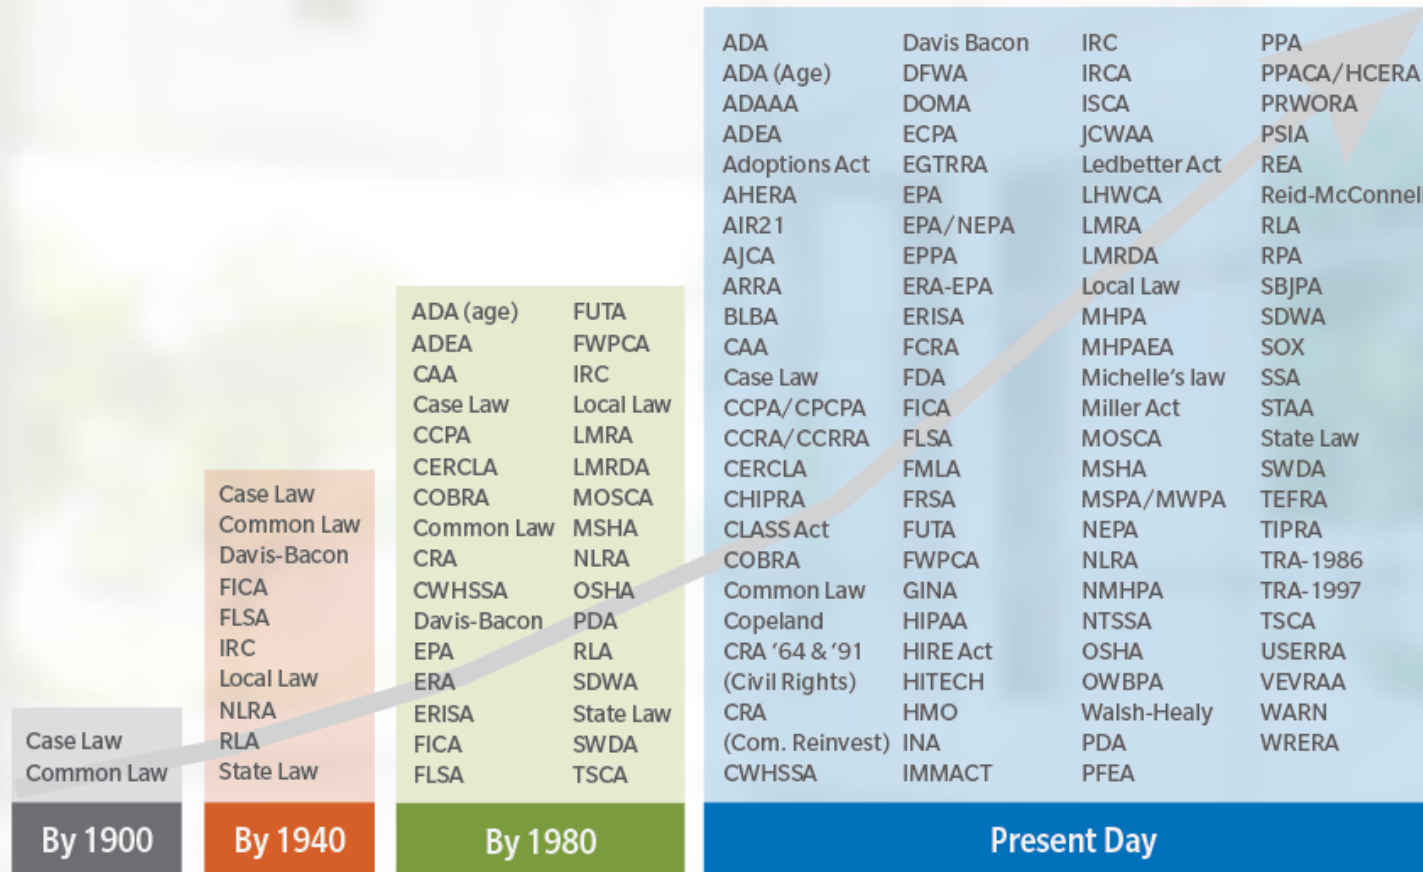 Case Law
Common Law
By 1900
Case Law
Common Law
Davis-Bacon
FICA
FLSA
IRC
Local Law
NLRA
RLA
State Law
By 1940
ADA (age)
ADEA
CAA
Case Law
CCPA
CERCLA
COBRA
Common Law
CRA
CWHSSA
Davis-Bacon
EPA
ERA
ERISA
FICA
FLSA
FUTA
FWPCA
IRC
Local Law
LMRA
LMRDA
MOSCA
MSHA
NLRA
OSHA
PDA
RLA
SDWA
State Law
SWDA
TSCA
By 1980
ADA
ADA (Age)
ADAAA
ADEA
Adoptions Act
AHERA
AIR21
AJCA
ARRA
BLBA
CAA
Case Law
CCPA/CPCPA
CCRA/CCRRA
CERCLA
CHIPRA
CLASS Act
COBRA
Common Law
Copeland
CRA ‘64 & ‘91
(Civil Rights)
CRA
(Com. Reinvest)
CWHSSA
Davis Bacon
DFWA
DOMA
ECPA
EGTRRA
EPA
EPA/NEPA
EPPA
ERA-EPA
ERISA
FCRA
FDA
FICA
FLSA
FMLA
FRSA
FUTA
FWPCA
GINA
HIPAA
HIRE Act
HITECH
HMO
INA
IMMACT
IRC
IRCA
ISCA
JCWAA
Ledbetter Act
LHWCA
LMRA
LMRDA
Local Law
MHPA
MHPAEA
Michelle’s law
Miller Act
MOSCA
MSHA
MSPA/MWPA
NEPA
NLRA
NMHPA
NTSSA
OSHA
OWBPA
Walsh-Healy
PDA
PFEA
PPA
PPACA/HCERA
PRWORA
PSIA
REA
Reid-McConnell
RLA
RPA
SBJPA
SDWA
SOX
SSA
STAA
State Law
SWDA
TEFRA
TIPRA
TRA-1986
TRA-1997
TSCA
USERRA
VEVRAA
WARN
WRERA
Present Day